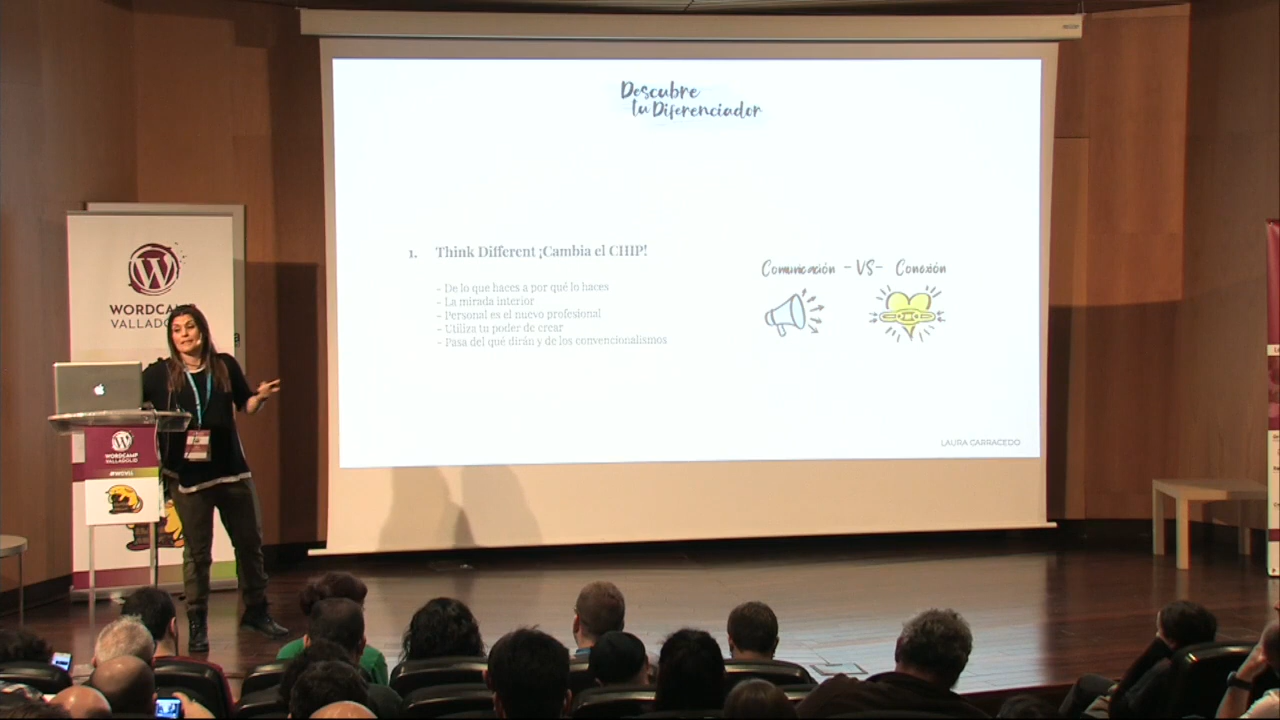 Descubre
tu Diferenciador
1. Think Different ¡Cambia el CHIP!
- De lo que haces a por qué lo haces
- La mirada interior
- Personal es el nuevo profesional
- Utiliza tu poder de crear
- Pasa del qué dirán y de los convencionalismos
Comunicación - VS - Conexión
LAURA CARRACEDO
WORDCAMP
VALLADO
WORDCAMP
VALLADOLID
#WCVLL